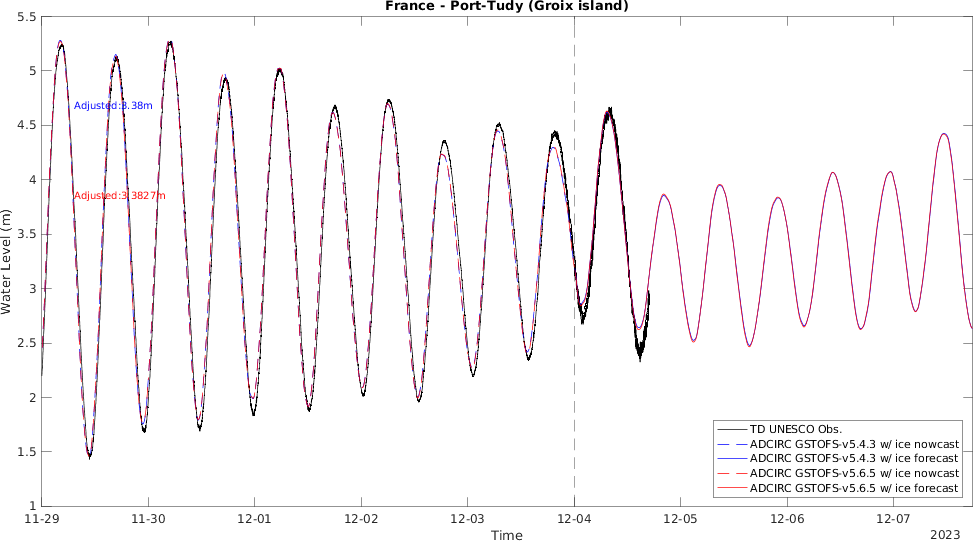 France - Port-Tudy (Groix island)
5.5
5
4.5
4
3.5
3
2.5
2
1.5
1
Water Level (m)
Adjusted:3.38m
Adjusted:3.3827m
TD UNESCO Obs.
ADCIRC GSTOFS-v5.4.3 w/ ice nowcast
ADCIRC GSTOFS-v5.4.3 w/ ice forecast
ADCIRC GSTOFS-v5.6.5 w/ ice nowcast
ADCIRC GSTOFS-v5.6.5 w/ ice forecast
11-29 11-30 12-01 12-02 12-03 12-04 12-05 12-06 12-07
Time
2023